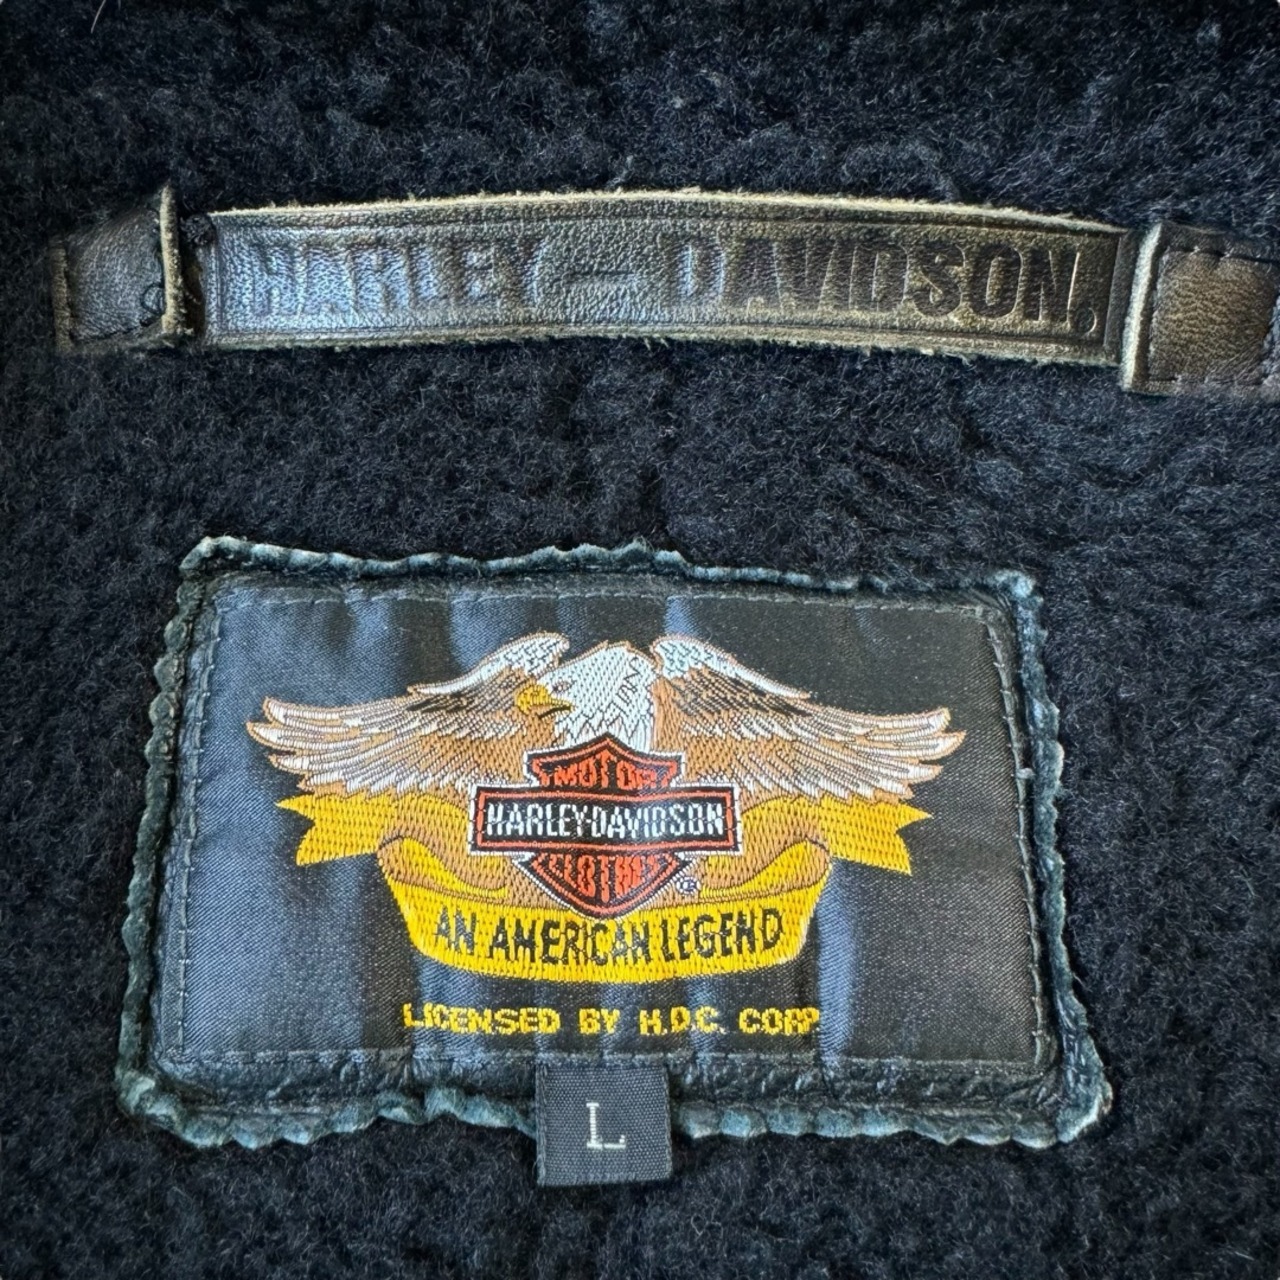 HARLEY-DAVIDSON®
MOTOR
HARLEY-DAVIDSON
CLOTHES
®
AN AMERICAN LEGEND
LICENSED BY H.D.C. CORP
L